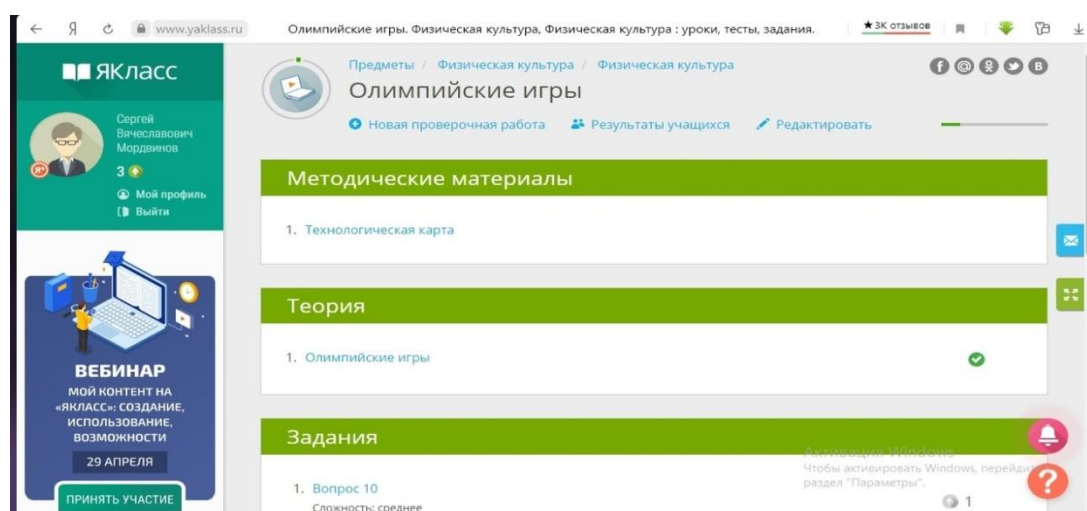 www.yaklass.ru
Олимпийские игры. Физическая культура, Физическая культура : уроки, тесты, задания.
★ 3К отзывов
ЯКласс
Сергей
Вячеславович
Мордвинов
Я+
3
Мой профиль
Выйти
ВЕБИНАР
МОЙ КОНТЕНТ НА
«ЯКЛАСС»: СОЗДАНИЕ,
ИСПОЛЬЗОВАНИЕ,
ВОЗМОЖНОСТИ
29 АПРЕЛЯ
ПРИНЯТЬ УЧАСТИЕ
Предметы / Физическая культура / Физическая культура
Олимпийские игры
Новая проверочная работа Результаты учащихся Редактировать
Методические материалы
1. Технологическая карта
Теория
1. Олимпийские игры
Задания
1. Вопрос 10
Сложность: среднее
1
Активация Windows
Чтобы активировать Windows, перейдит
раздел "Параметры".